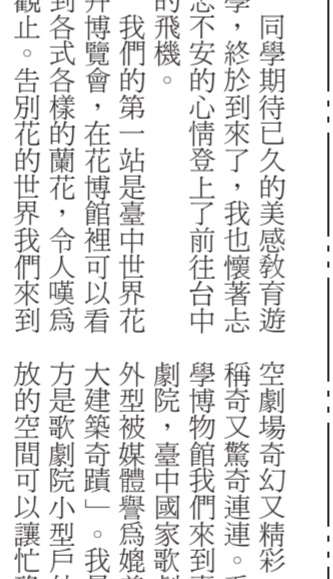 同學期待已久的美感教育遊
學，終於到來了，我也懷著忐
忑不安的心情登上了前往台中
的飛機。
我們的第一站是臺中世界花
卉博覽會，在花博館裡可以看
到各式各樣的蘭花，令人嘆爲
觀止。告別花的世界我們來到
空劇場奇幻又精彩
稱奇又驚奇連連。
學博物館我們來到
劇院，臺中國家歌
外型被媒體譽爲媲
大建築奇蹟」。我
方是歌劇院小型戶
放的空間可以讓忙